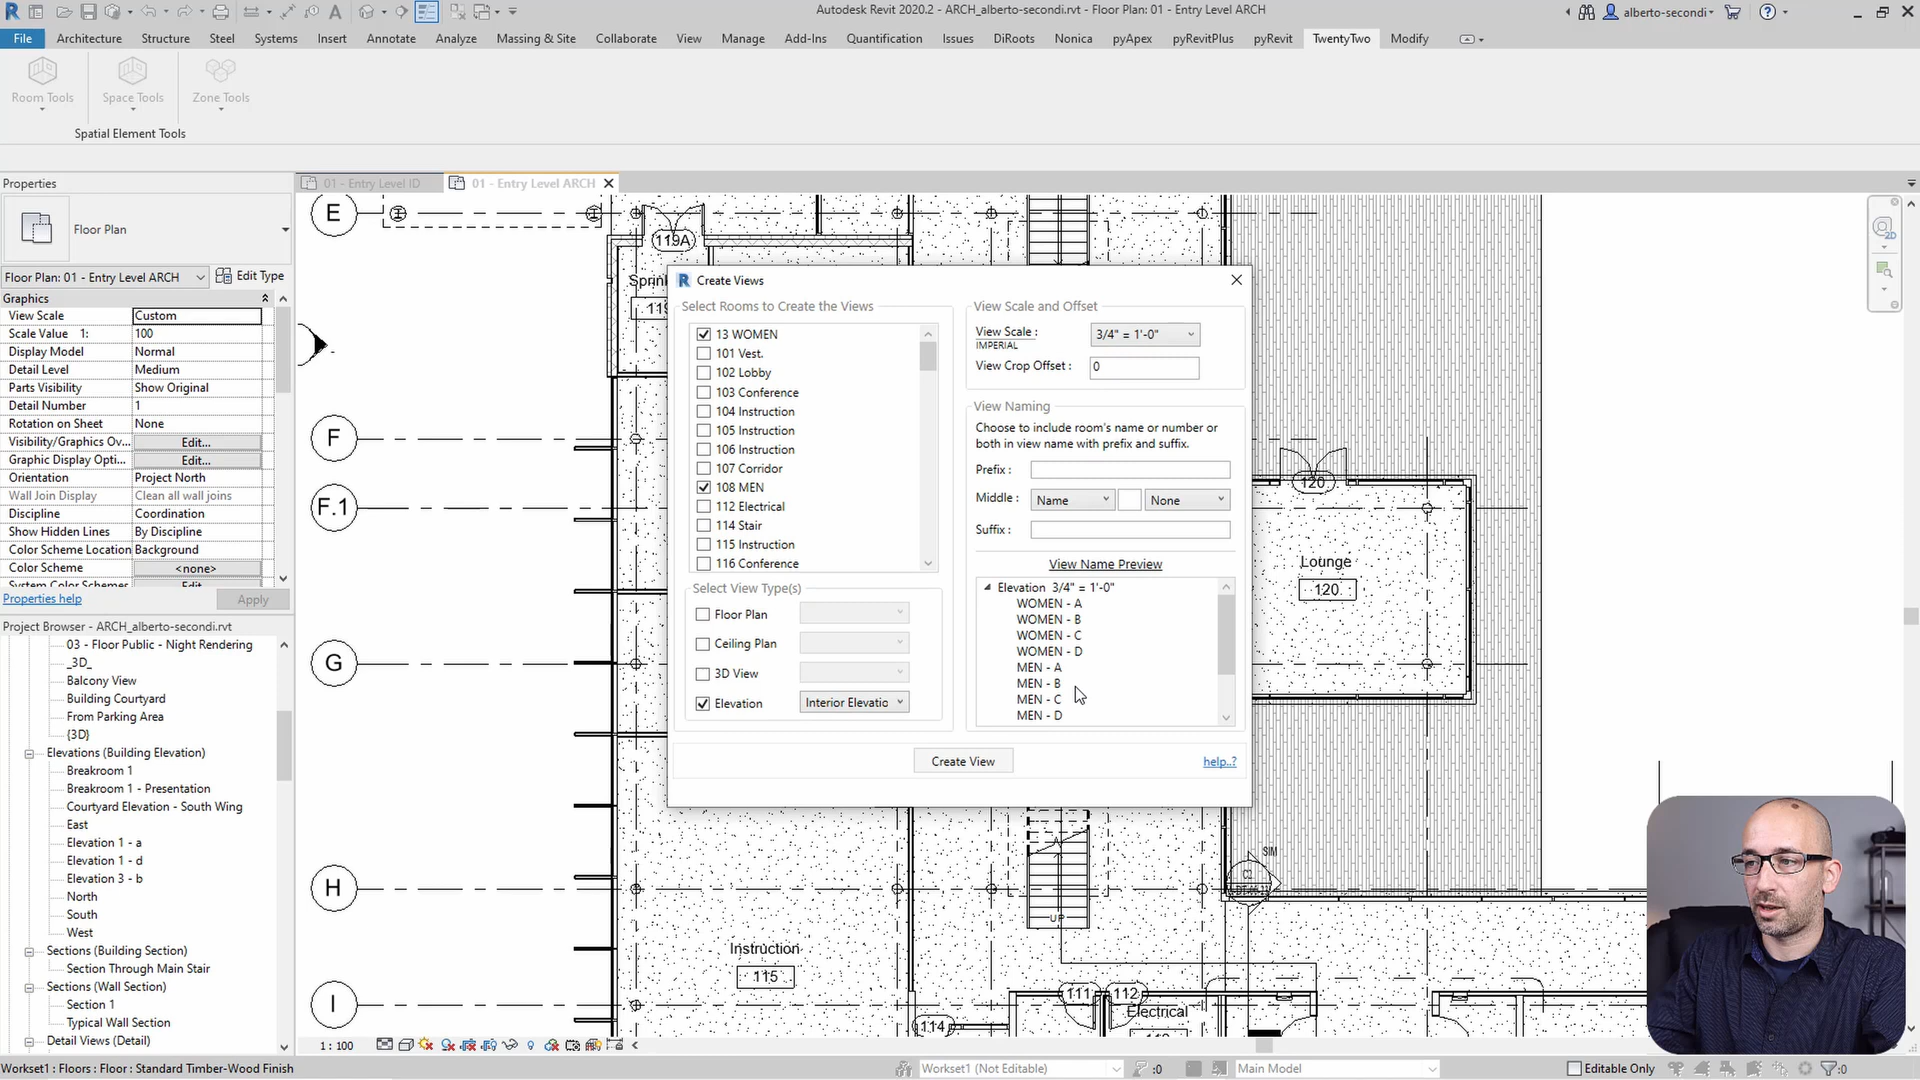 Autodesk Revit 2020.2 - ARCH_alberto-secondi.rvt - Floor Plan: 01 - Entry Level ARCH
alberto-secondi
File Architecture Structure Steel Systems Insert Annotate Analyze Massing & Site Collaborate View Manage Add-Ins Quantification Issues DiRoots Nonica pyApex pyRevitPlus pyRevit TwentyTwo Modify
Room Tools Space Tools Zone Tools
Spatial Element Tools
Properties
Floor Plan
Floor Plan: 01 - Entry Level ARCH Edit Type
Graphics
View Scale Custom
Scale Value 1: 100
Display Model Normal
Detail Level Medium
Parts Visibility Show Original
Detail Number 1
Rotation on Sheet None
Visibility/Graphics Ov... Edit...
Graphic Display Opti... Edit...
Orientation Project North
Wall Join Display Clean all wall joins
Discipline Coordination
Show Hidden Lines By Discipline
Color Scheme Location Background
Color Scheme <none>
System Color Schemes Edit...
Properties help Apply
Project Browser - ARCH_alberto-secondi.rvt
03 - Floor Public - Night Rendering
_3D_
Balcony View
Building Courtyard
From Parking Area
{3D}
Elevations (Building Elevation)
Breakroom 1
Breakroom 1 - Presentation
Courtyard Elevation - South Wing
East
Elevation 1 - a
Elevation 1 - d
Elevation 3 - b
North
South
West
Sections (Building Section)
Section Through Main Stair
Sections (Wall Section)
Section 1
Typical Wall Section
Detail Views (Detail)
01 - Entry Level ID
01 - Entry Level ARCH
E
F
F.1
G
H
I
119A
Sprink
119
Create Views
Select Rooms to Create the Views
13 WOMEN
101 Vest.
102 Lobby
103 Conference
104 Instruction
105 Instruction
106 Instruction
107 Corridor
108 MEN
112 Electrical
114 Stair
115 Instruction
116 Conference
Select View Type(s)
Floor Plan
Ceiling Plan
3D View
Elevation Interior Elevatio
View Scale and Offset
View Scale : 3/4" = 1'-0"
IMPERIAL
View Crop Offset : 0
View Naming
Choose to include room's name or number or
both in view name with prefix and suffix.
Prefix :
Middle : Name None
Suffix :
View Name Preview
Elevation 3/4" = 1'-0"
WOMEN - A
WOMEN - B
WOMEN - C
WOMEN - D
MEN - A
MEN - B
MEN - C
MEN - D
Create View
help..?
120
Lounge
120
SIM
C2
UP
Instruction
115
111
112
Electrical
114
2D
1 : 100
Workset1 : Floors : Floor : Standard Timber-Wood Finish
Workset1 (Not Editable)
:0
Main Model
Editable Only
:0